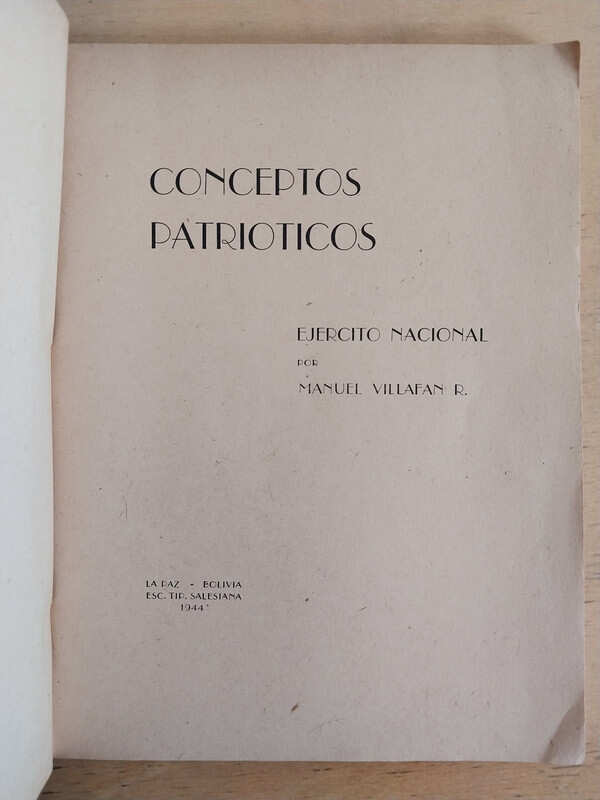 CONCEPTOS
PATRIOTICOS
EJERCITO NACIONAL
POR
MANUEL VILLAFAN R.
LA PAZ - BOLIVIA
ESC. TIP. SALESIANA
1944